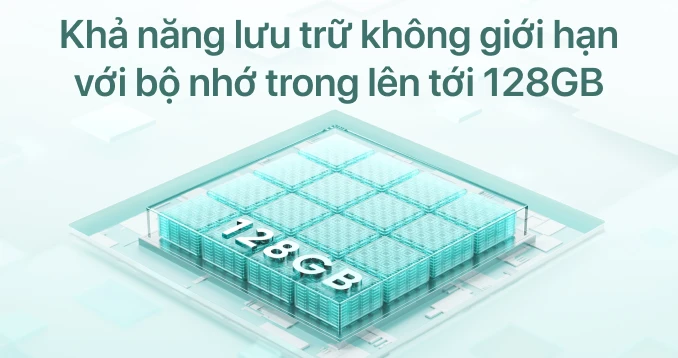 Khả năng lưu trữ không giới hạn
với bộ nhớ trong lên tới 128GB
128GB